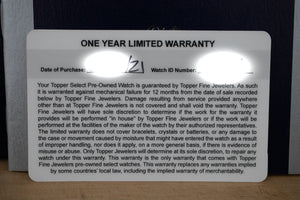 ONE YEAR LIMITED WARRANTY
Date of Purchase: Watch ID Number:
Your Topper Select Pre-Owned Watch is guaranteed by Topper Fine Jewelers. As such
it is warranted against mechanical failure for 12 months from the date of sale recorded
below by Topper Fine Jewelers. Damage resulting from service provided anywhere
other than at Topper Fine Jewelers is not covered and shall void the warranty. Topper
Fine Jewelers will have sole discretion to determine if the work for the warranty it
provides will be performed "in house" by Topper Fine Jewelers or if the work will be
performed at the facilities of the maker of the watch by their authorized representatives.
The limited warranty does not cover bracelets, crystals or batteries, or any damage to
the case or movement caused by moisture that might have entered the watch as a result
of improper handling, nor does it apply, on a more general basis, if there is evidence of
misuse or abuse. Only Topper Jewelers will determine at its sole discretion, to repair any
watch under this warranty. This warranty is the only warranty that comes with Topper
Fine Jewelers pre-owned select watches. This warranty replaces any warranties implied
by some countries' local law, including the implied warranty of merchantability.